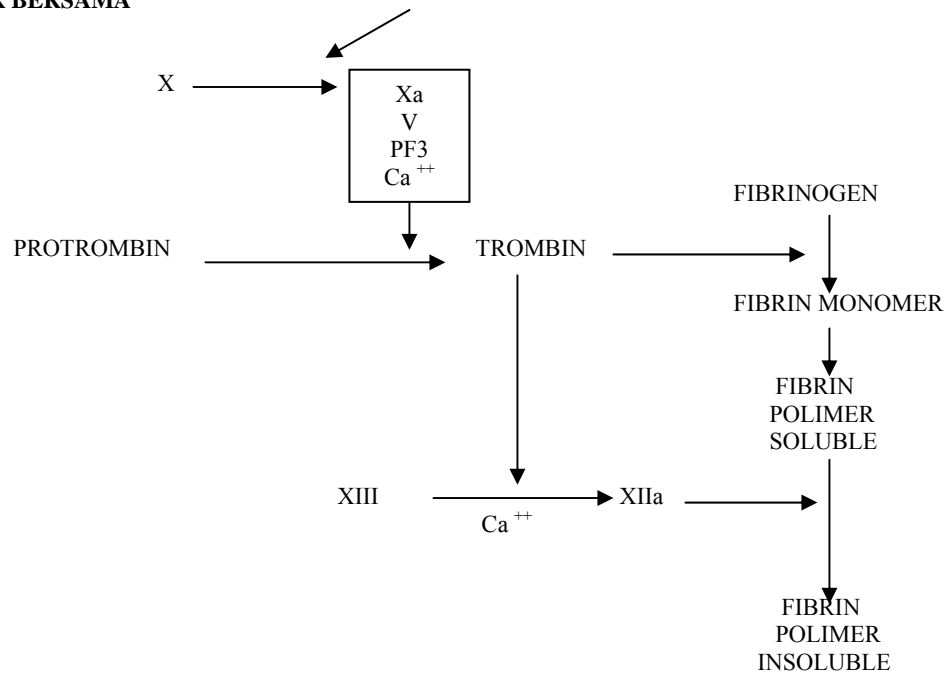 BERSAMA
X
Xa
V
PF3
Ca ++
FIBRINOGEN
PROTROMBIN
TROMBIN
FIBRIN MONOMER
FIBRIN
POLIMER
SOLUBLE
XIII
Ca ++
XIIa
FIBRIN
POLIMER
INSOLUBLE